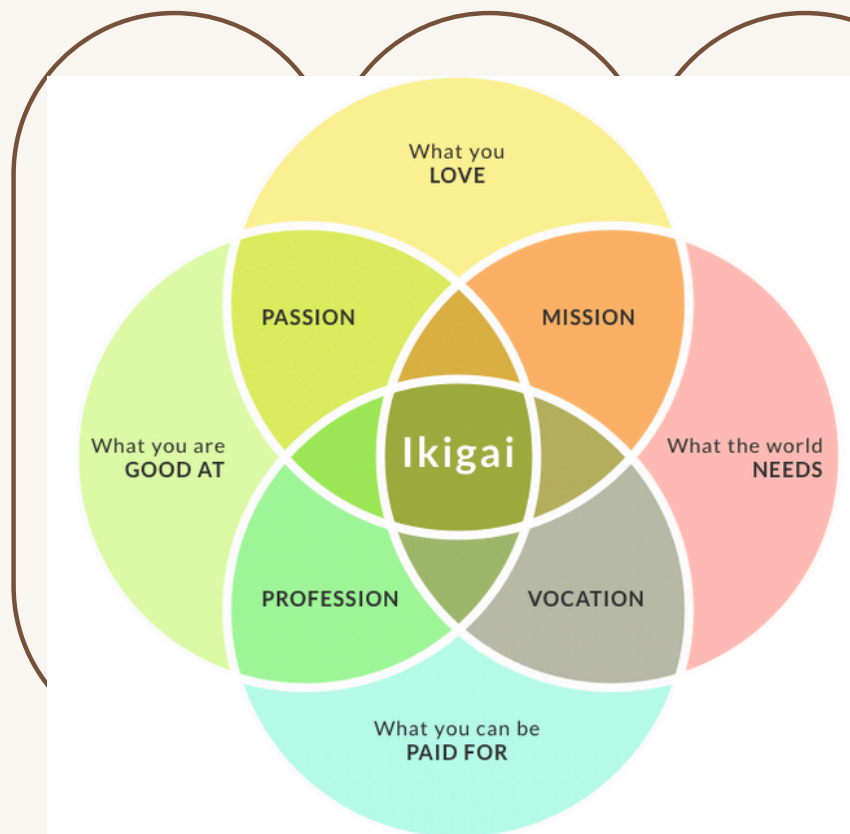 What you
LOVE
PASSION
MISSION
What you are
GOOD AT
Ikigai
What the world
NEEDS
PROFESSION
VOCATION
What you can be
PAID FOR